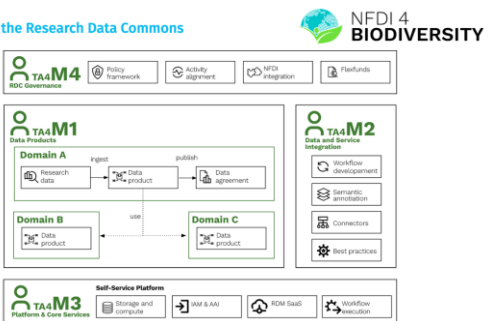 the Research Data Commons
NFDI 4
BIODIVERSITY
TA4M4
RDC Governance
Policy
framework
Activity
alignment
NFDI
integration
Flexfunds
TA4M1
Data Products
Domain A
ingest
publish
Research
data
Data
product
Data
agreement
use
Domain B
Data
product
Domain C
Data
product
TA4M2
Data and Service
Integration
Workflow
developement
Semantic
annotiation
Connectors
Best practices
TA4M3
Platform & Core Services
Self-Service Platform
Storage and
compute
IAM & AAI
RDM SaaS
Workflow
execution